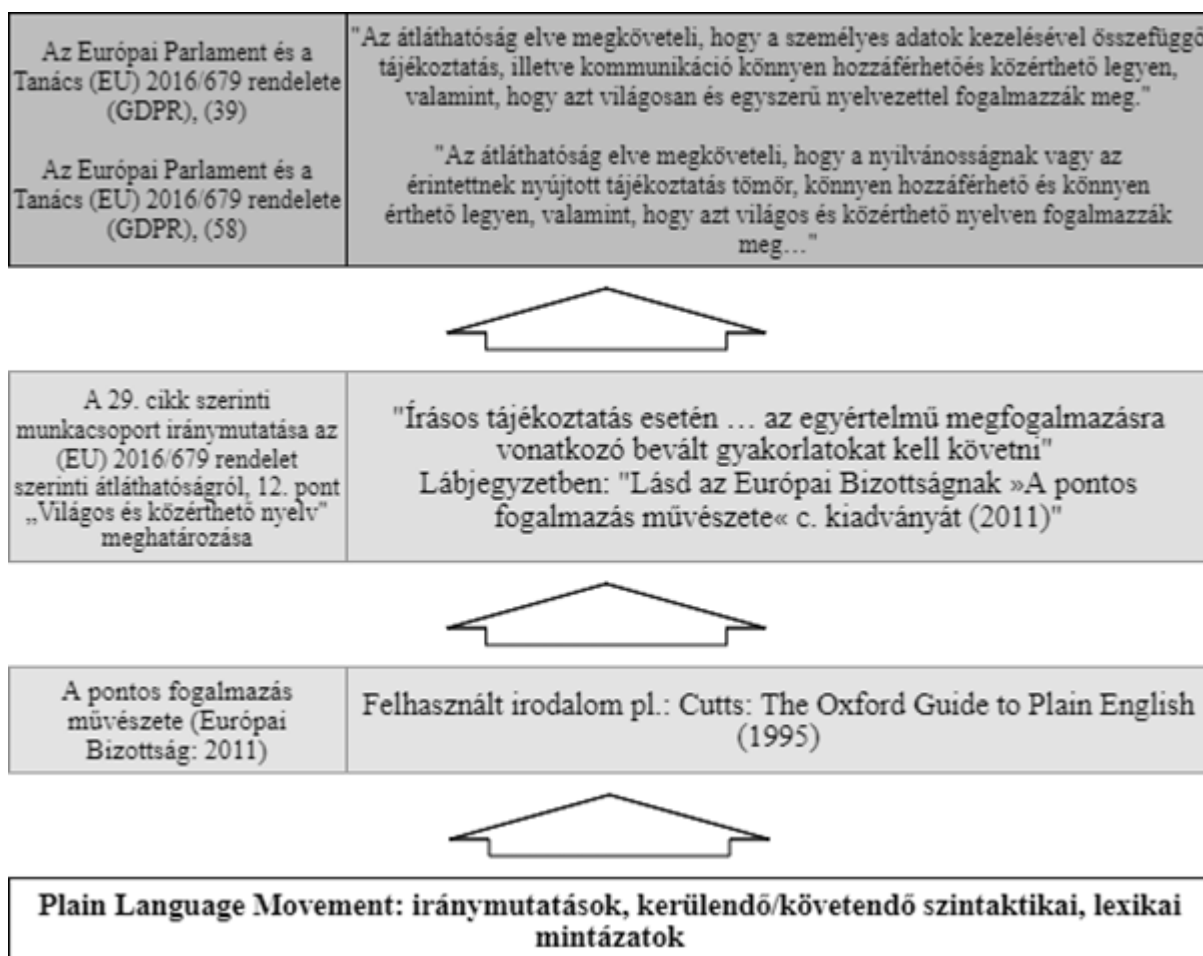 Az Európai Parlament és a
Tanács (EU) 2016/679 rendelete
(GDPR), (39)
"Az átláthatóság elve megköveteli, hogy a személyes adatok kezelésével összefüggő
tájékoztatás, illetve kommunikáció könnyen hozzáférhetőés közérthető legyen,
valamint, hogy azt világosan és egyszerű nyelvezettel fogalmazzák meg."
Az Európai Parlament és a
Tanács (EU) 2016/679 rendelete
(GDPR), (58)
"Az átláthatóság elve megköveteli, hogy a nyilvánosságnak vagy az
érintettnek nyújtott tájékoztatás tömör, könnyen hozzáférhető és könnyen
érthető legyen, valamint, hogy azt világos és közérthető nyelven fogalmazzák
meg…"
A 29. cikk szerinti
munkacsoport iránymutatása az
(EU) 2016/679 rendelet
szerinti átláthatóságról, 12. pont
„Világos és közérthető nyelv"
meghatározása
"Írásos tájékoztatás esetén … az egyértelmű megfogalmazásra
vonatkozó bevált gyakorlatokat kell követni"
Lábjegyzetben: "Lásd az Európai Bizottságnak »A pontos
fogalmazás művészete« c. kiadványát (2011)"
A pontos fogalmazás
művészete (Európai
Bizottság: 2011)
Felhasznált irodalom pl.: Cutts: The Oxford Guide to Plain English
(1995)
Plain Language Movement: iránymutatások, kerülendő/követendő szintaktikai, lexikai
mintázatok